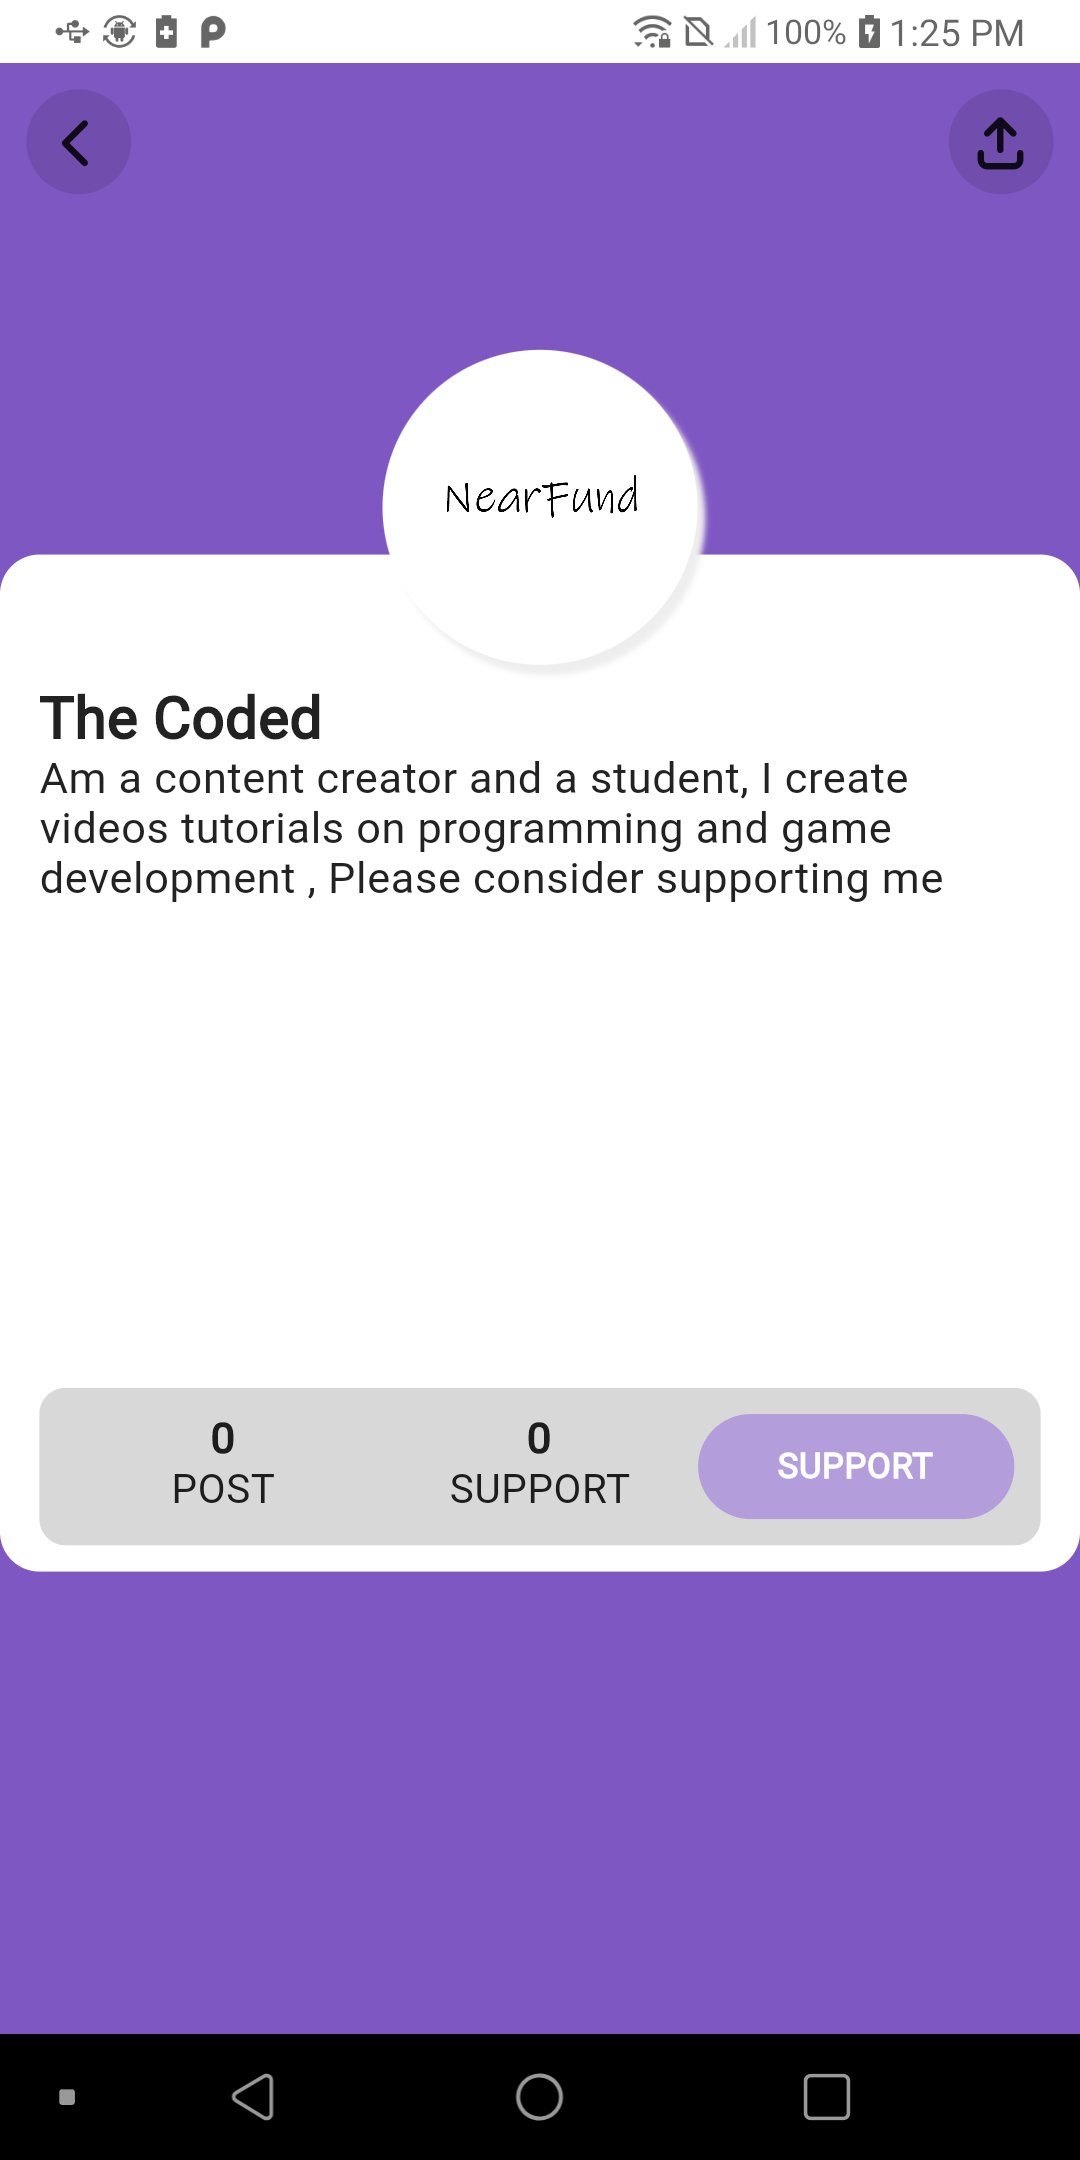 100% 1:25 PM
NearFund
The Coded
Am a content creator and a student, I create
videos tutorials on programming and game
development , Please consider supporting me
0
POST
0
SUPPORT
SUPPORT